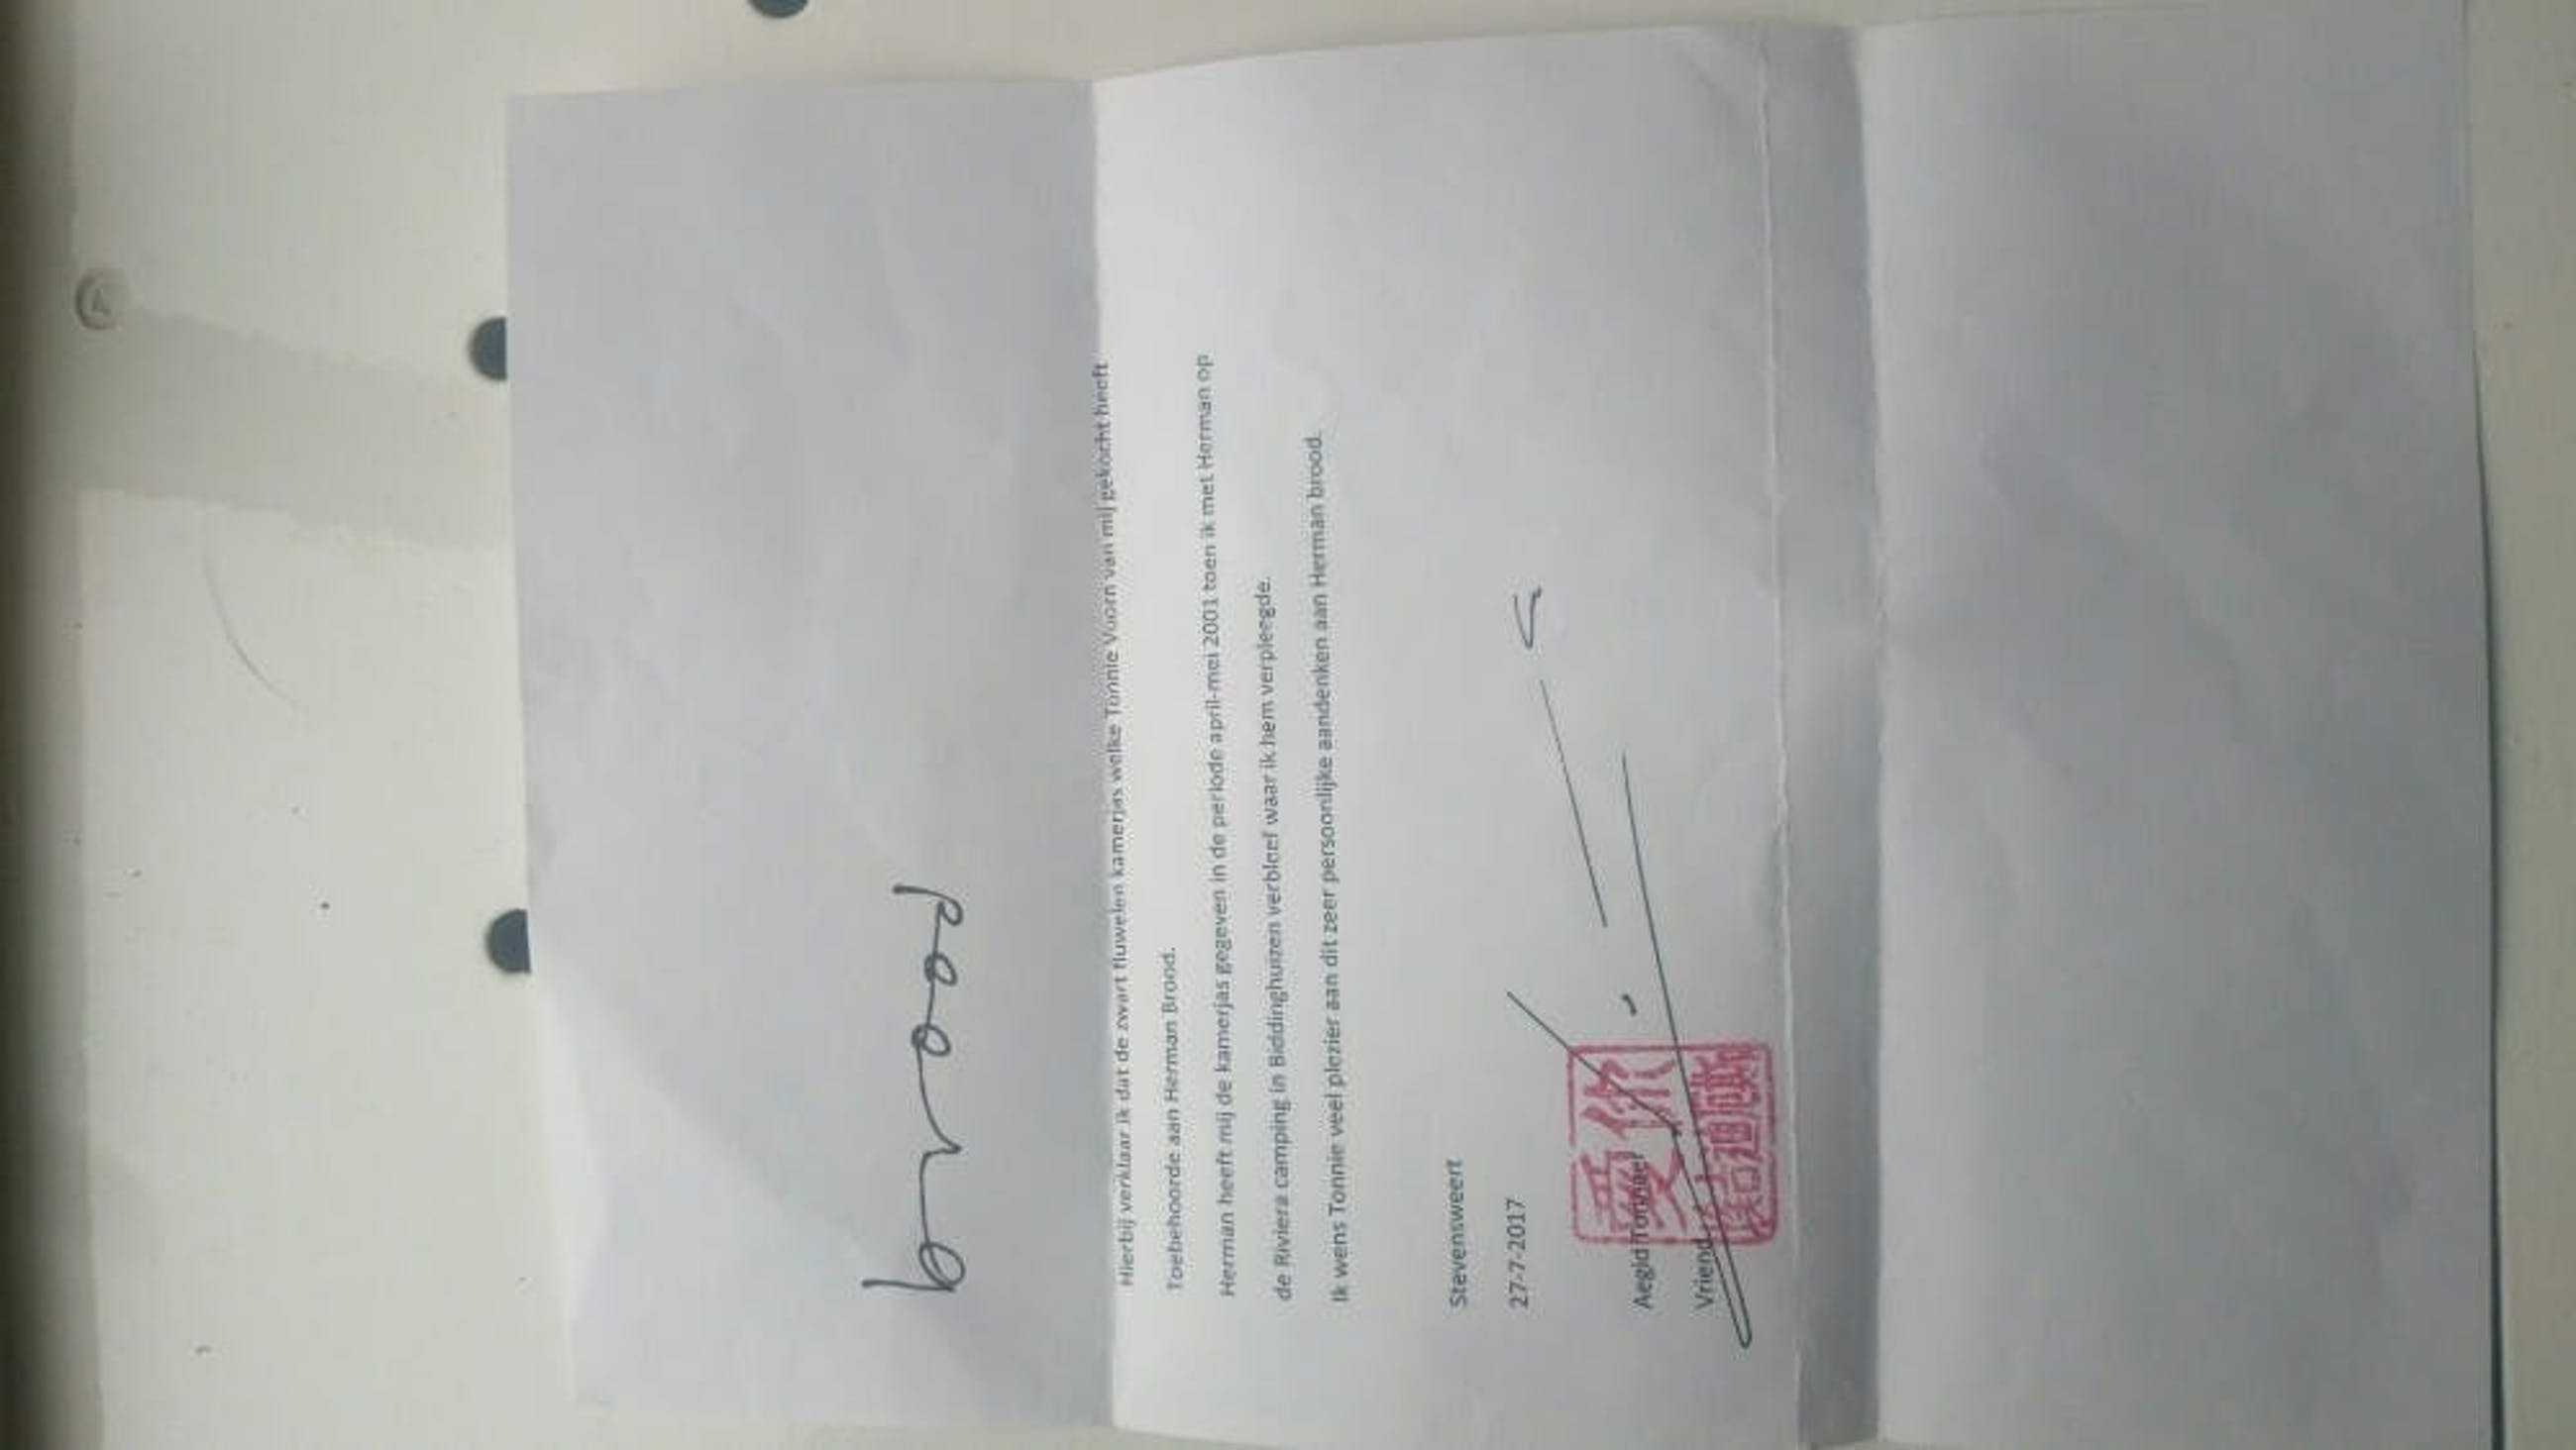 brood
Hierbij verklaar ik dat de zwart fluwelen kamerjas welke Tonnie Voorn van mij gekocht heeft
Toebehoorde aan Herman Brood.
Herman heeft mij de kamerjas gegeven in de periode april-mei 2001 toen ik met Herman op
de Riviera camping in Biddinghuizen verbleef waar ik hem verpleegde.
Ik wens Tonnie veel plezier aan dit zeer persoonlijke aandenken aan Herman brood.
Stevensweert
27-7-2017
Aegid
Vriend